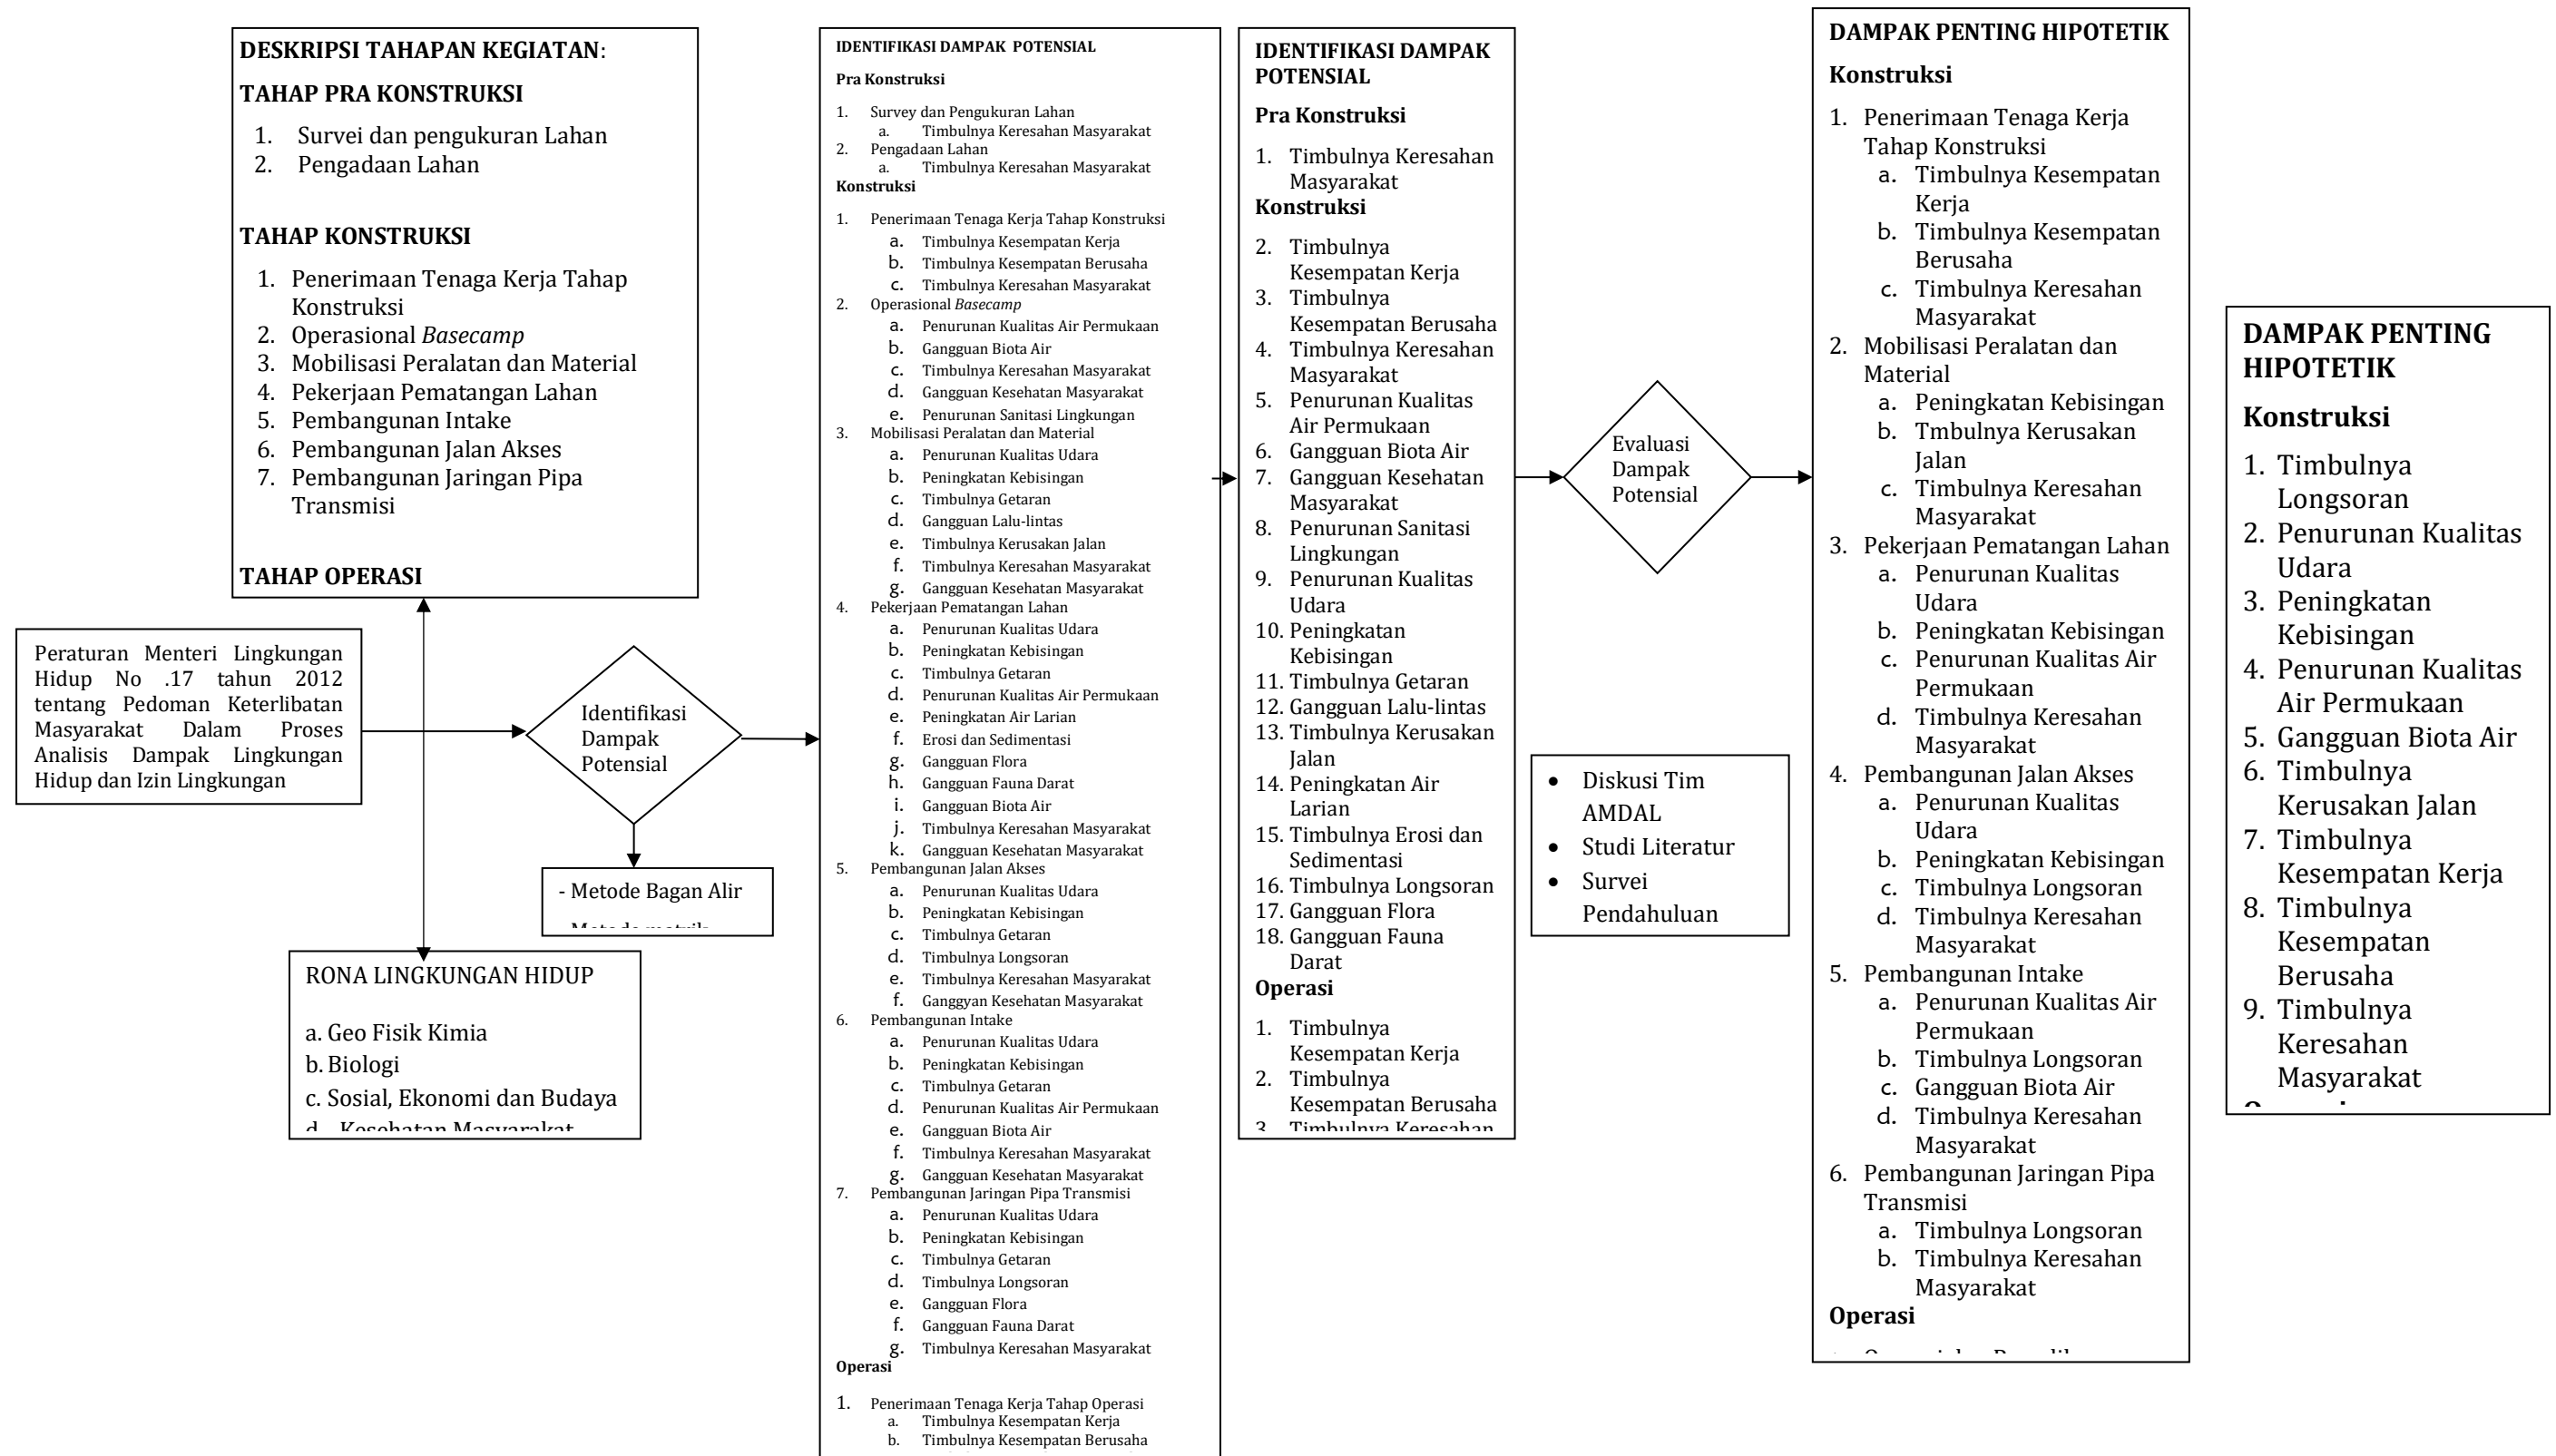 DESKRIPSI TAHAPAN KEGIATAN:
TAHAP PRA KONSTRUKSI
1. Survei dan pengukuran Lahan
2. Pengadaan Lahan
TAHAP KONSTRUKSI
1. Penerimaan Tenaga Kerja Tahap
Konstruksi
2. Operasional Basecamp
3. Mobilisasi Peralatan dan Material
4. Pekerjaan Pematangan Lahan
5. Pembangunan Intake
6. Pembangunan Jalan Akses
7. Pembangunan Jaringan Pipa
Transmisi
TAHAP OPERASI
Peraturan Menteri Lingkungan
Hidup No .17 tahun 2012
tentang Pedoman Keterlibatan
Masyarakat Dalam Proses
Analisis Dampak Lingkungan
Hidup dan Izin Lingkungan
Identifikasi
Dampak
Potensial
- Metode Bagan Alir
- Metode matrik
RONA LINGKUNGAN HIDUP
a. Geo Fisik Kimia
b. Biologi
c. Sosial, Ekonomi dan Budaya
d. Kesehatan Masyarakat
IDENTIFIKASI DAMPAK POTENSIAL
Pra Konstruksi
1. Survey dan Pengukuran Lahan
a. Timbulnya Keresahan Masyarakat
2. Pengadaan Lahan
a. Timbulnya Keresahan Masyarakat
Konstruksi
1. Penerimaan Tenaga Kerja Tahap Konstruksi
a. Timbulnya Kesempatan Kerja
b. Timbulnya Kesempatan Berusaha
c. Timbulnya Keresahan Masyarakat
2. Operasional Basecamp
a. Penurunan Kualitas Air Permukaan
b. Gangguan Biota Air
c. Timbulnya Keresahan Masyarakat
d. Gangguan Kesehatan Masyarakat
e. Penurunan Sanitasi Lingkungan
3. Mobilisasi Peralatan dan Material
a. Penurunan Kualitas Udara
b. Peningkatan Kebisingan
c. Timbulnya Getaran
d. Gangguan Lalu-lintas
e. Timbulnya Kerusakan Jalan
f. Timbulnya Keresahan Masyarakat
g. Gangguan Kesehatan Masyarakat
4. Pekerjaan Pematangan Lahan
a. Penurunan Kualitas Udara
b. Peningkatan Kebisingan
c. Timbulnya Getaran
d. Penurunan Kualitas Air Permukaan
e. Peningkatan Air Larian
f. Erosi dan Sedimentasi
g. Gangguan Flora
h. Gangguan Fauna Darat
i. Gangguan Biota Air
j. Timbulnya Keresahan Masyarakat
k. Gangguan Kesehatan Masyarakat
5. Pembangunan Jalan Akses
a. Penurunan Kualitas Udara
b. Peningkatan Kebisingan
c. Timbulnya Getaran
d. Timbulnya Longsoran
e. Timbulnya Keresahan Masyarakat
f. Ganggyan Kesehatan Masyarakat
6. Pembangunan Intake
a. Penurunan Kualitas Udara
b. Peningkatan Kebisingan
c. Timbulnya Getaran
d. Penurunan Kualitas Air Permukaan
e. Gangguan Biota Air
f. Timbulnya Keresahan Masyarakat
g. Gangguan Kesehatan Masyarakat
7. Pembangunan Jaringan Pipa Transmisi
a. Penurunan Kualitas Udara
b. Peningkatan Kebisingan
c. Timbulnya Getaran
d. Timbulnya Longsoran
e. Gangguan Flora
f. Gangguan Fauna Darat
g. Timbulnya Keresahan Masyarakat
Operasi
1. Penerimaan Tenaga Kerja Tahap Operasi
a. Timbulnya Kesempatan Kerja
b. Timbulnya Kesempatan Berusaha
IDENTIFIKASI DAMPAK
POTENSIAL
Pra Konstruksi
1. Timbulnya Keresahan
Masyarakat
Konstruksi
2. Timbulnya
Kesempatan Kerja
3. Timbulnya
Kesempatan Berusaha
4. Timbulnya Keresahan
Masyarakat
5. Penurunan Kualitas
Air Permukaan
6. Gangguan Biota Air
7. Gangguan Kesehatan
Masyarakat
8. Penurunan Sanitasi
Lingkungan
9. Penurunan Kualitas
Udara
10. Peningkatan
Kebisingan
11. Timbulnya Getaran
12. Gangguan Lalu-lintas
13. Timbulnya Kerusakan
Jalan
14. Peningkatan Air
Larian
15. Timbulnya Erosi dan
Sedimentasi
16. Timbulnya Longsoran
17. Gangguan Flora
18. Gangguan Fauna
Darat
Operasi
1. Timbulnya
Kesempatan Kerja
2. Timbulnya
Kesempatan Berusaha
3. Timbulnya Keresahan
Evaluasi
Dampak
Potensial
• Diskusi Tim
AMDAL
• Studi Literatur
• Survei
Pendahuluan
DAMPAK PENTING HIPOTETIK
Konstruksi
1. Penerimaan Tenaga Kerja
Tahap Konstruksi
a. Timbulnya Kesempatan
Kerja
b. Timbulnya Kesempatan
Berusaha
c. Timbulnya Keresahan
Masyarakat
2. Mobilisasi Peralatan dan
Material
a. Peningkatan Kebisingan
b. Tmbulnya Kerusakan
Jalan
c. Timbulnya Keresahan
Masyarakat
3. Pekerjaan Pematangan Lahan
a. Penurunan Kualitas
Udara
b. Peningkatan Kebisingan
c. Penurunan Kualitas Air
Permukaan
d. Timbulnya Keresahan
Masyarakat
4. Pembangunan Jalan Akses
a. Penurunan Kualitas
Udara
b. Peningkatan Kebisingan
c. Timbulnya Longsoran
d. Timbulnya Keresahan
Masyarakat
5. Pembangunan Intake
a. Penurunan Kualitas Air
Permukaan
b. Timbulnya Longsoran
c. Gangguan Biota Air
d. Timbulnya Keresahan
Masyarakat
6. Pembangunan Jaringan Pipa
Transmisi
a. Timbulnya Longsoran
b. Timbulnya Keresahan
Masyarakat
Operasi
DAMPAK PENTING
HIPOTETIK
Konstruksi
1. Timbulnya
Longsoran
2. Penurunan Kualitas
Udara
3. Peningkatan
Kebisingan
4. Penurunan Kualitas
Air Permukaan
5. Gangguan Biota Air
6. Timbulnya
Kerusakan Jalan
7. Timbulnya
Kesempatan Kerja
8. Timbulnya
Kesempatan
Berusaha
9. Timbulnya
Keresahan
Masyarakat